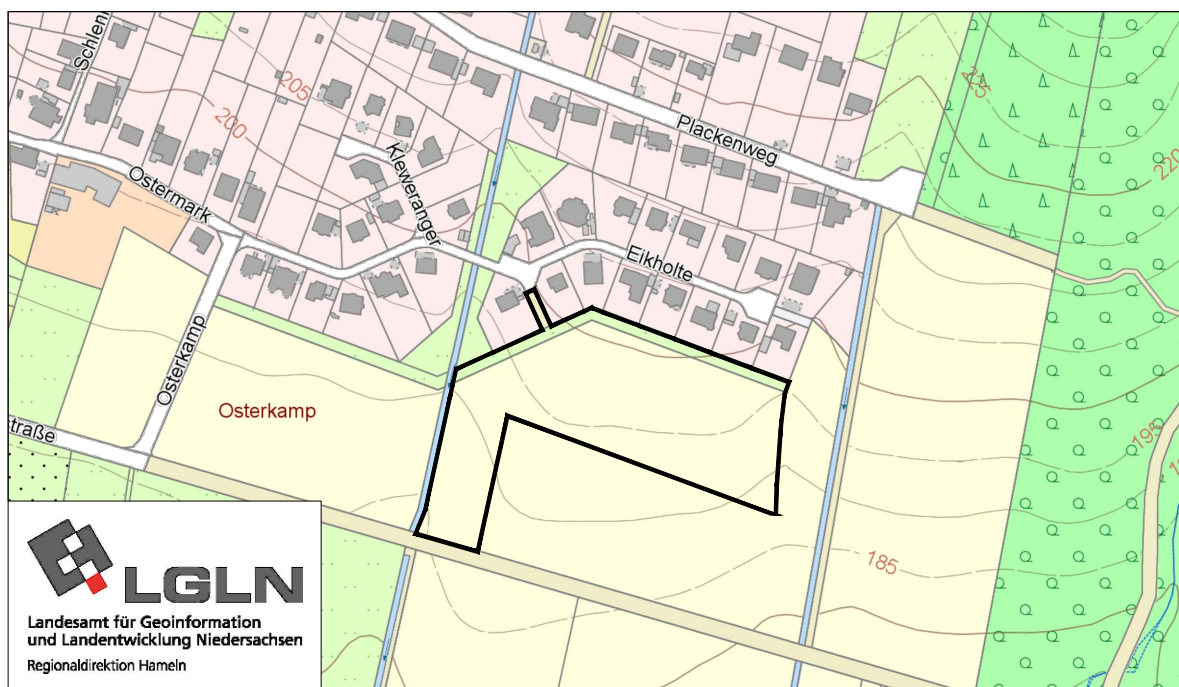 Schlen
205
200
Plackenweg
225
220
Kleweranger
Ostermark
Eikholte
Osterkamp
Osterkamp
straße
195
185
LGLN
Landesamt für Geoinformation
und Landentwicklung Niedersachsen
Regionaldirektion Hameln